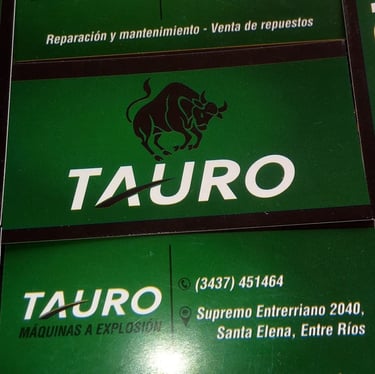 Reparación y mantenimiento - Venta de repuestos
TAURO
TAURO
MÁQUINAS A EXPLOSIÓN
(3437) 451464
Supremo Entrerriano 2040,
Santa Elena, Entre Ríos